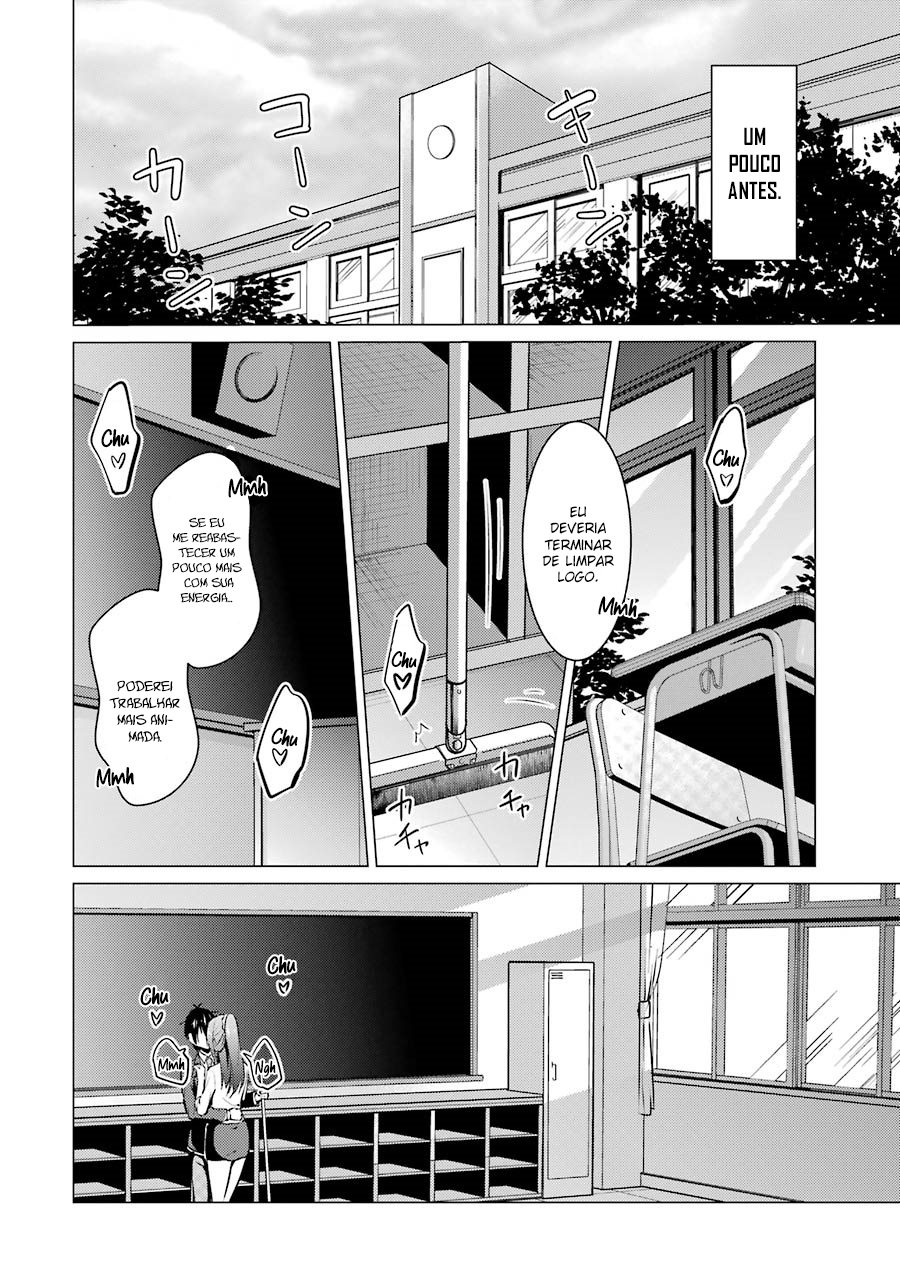 UM
POUCO
ANTES.
キーン
コーン
カーン
Chu
EU
DEVERIA
TERMINAR
DE LIMPAR
LOGO.
Mmh
Chu
カチャ
カチャ
Chu
Mmh
SE EU
ME REABAS-
TECER UM
POUCO MAIS
COM SUA
ENERGIA..
PODEREI
TRABALHAR
MAIS ANI-
MADA.
Mmh
Chu
Chu
Chu
Mmh
Ngh